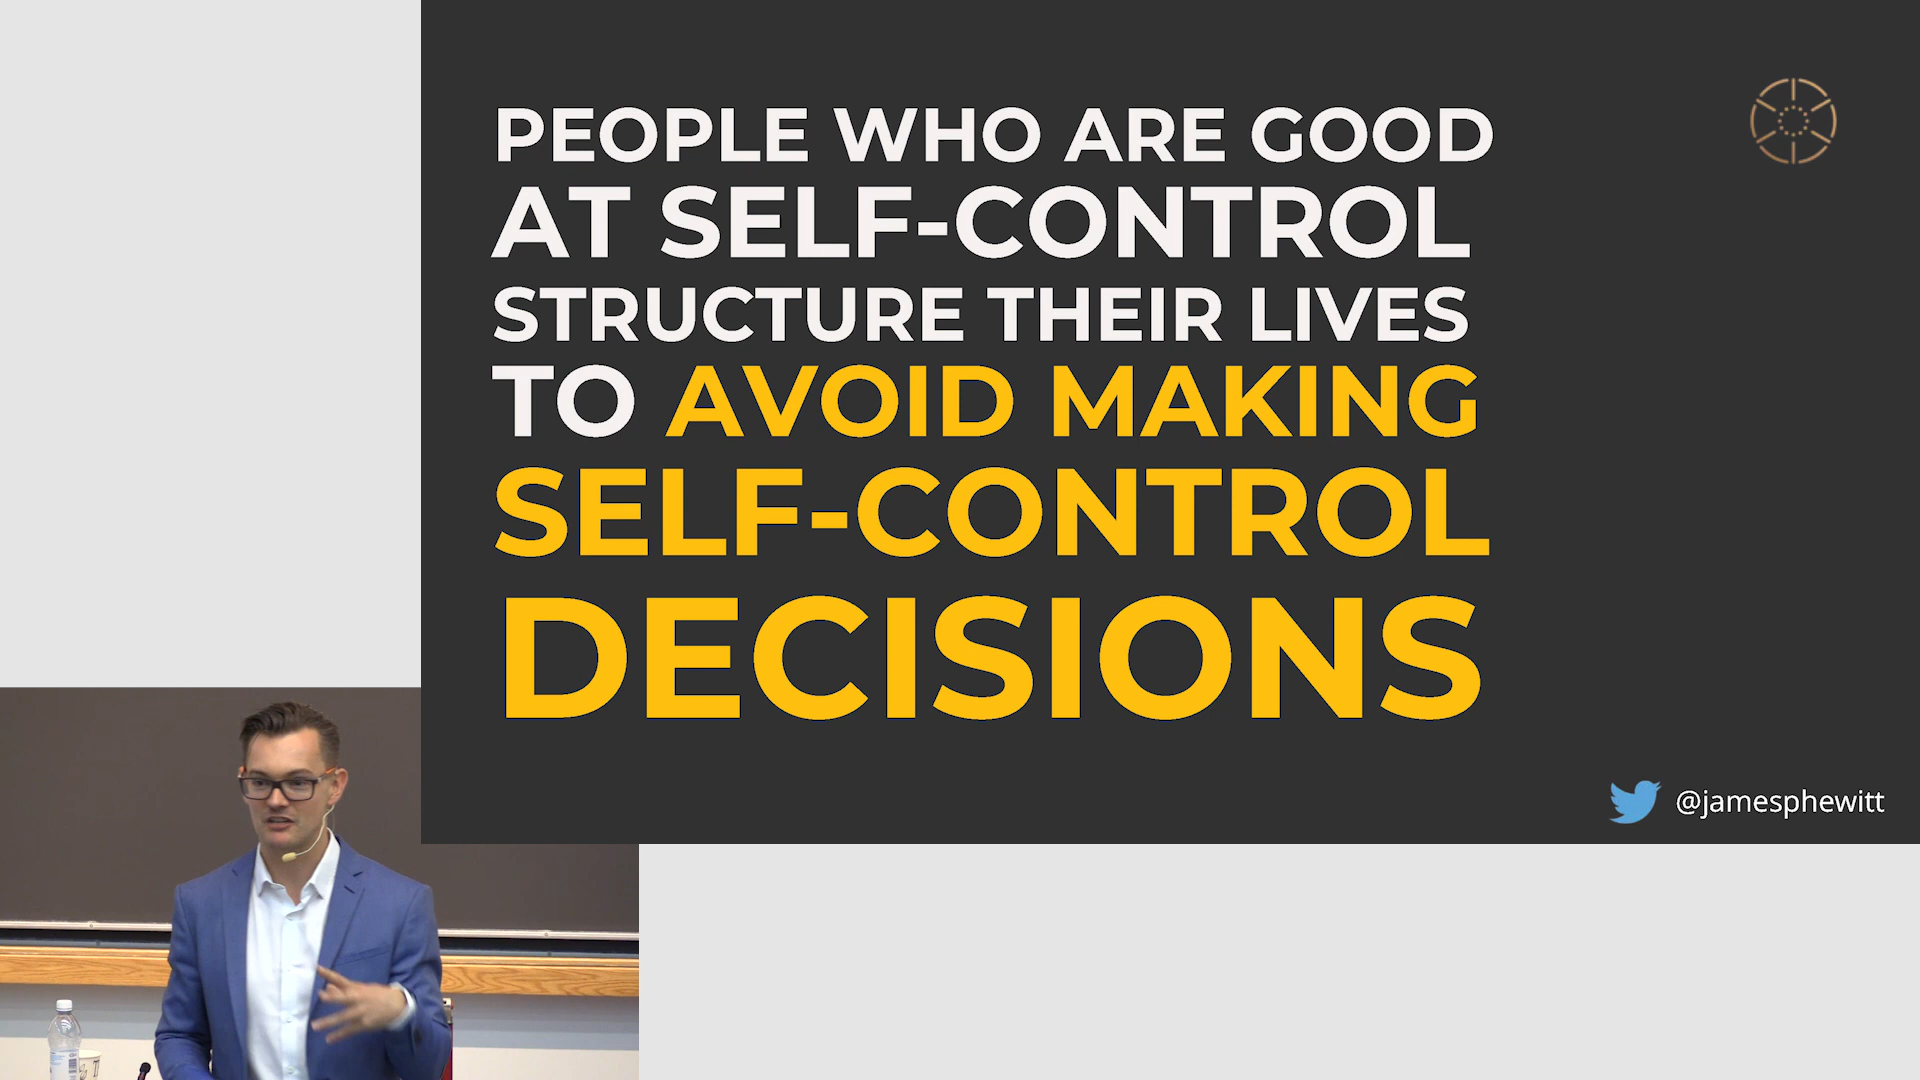 PEOPLE WHO ARE GOOD
AT SELF-CONTROL
STRUCTURE THEIR LIVES
TO AVOID MAKING
SELF-CONTROL
DECISIONS
@jamesphewitt